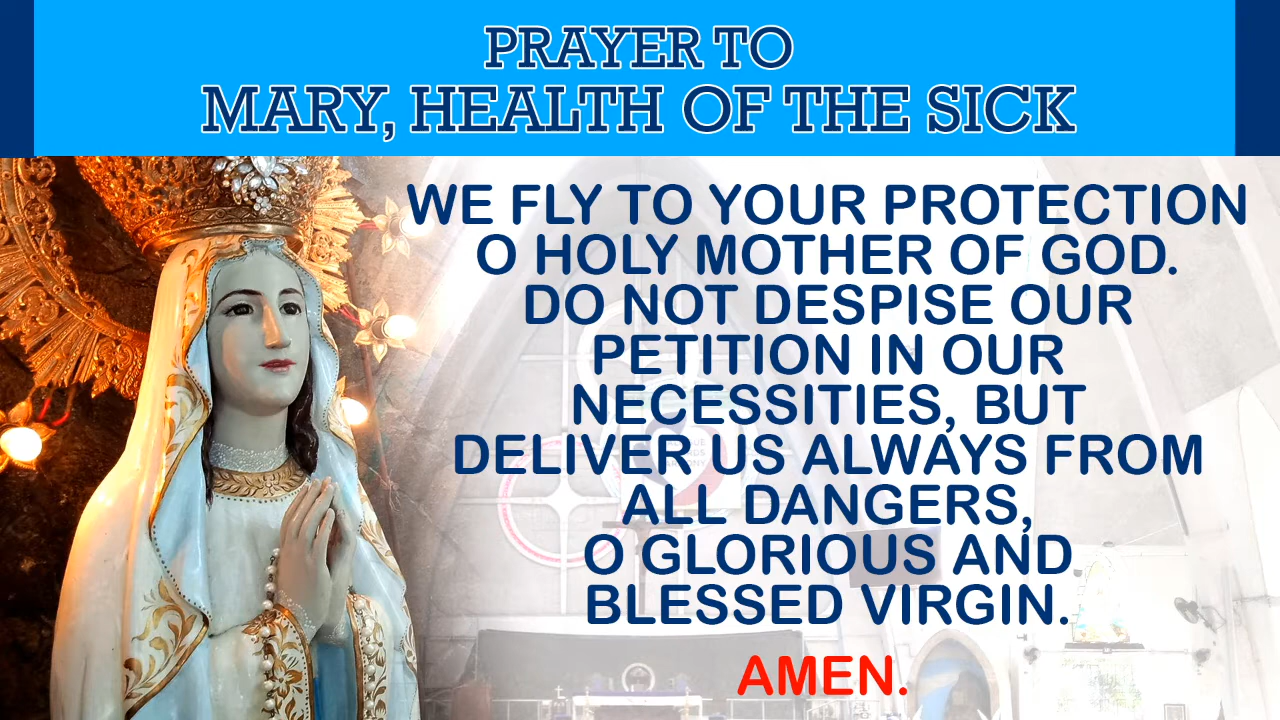 PRAYER TO
MARY, HEALTH OF THE SICK
WE FLY TO YOUR PROTECTION
O HOLY MOTHER OF GOD.
DO NOT DESPISE OUR
PETITION IN OUR
NECESSITIES, BUT
DELIVER US ALWAYS FROM
ALL DANGERS,
O GLORIOUS AND
BLESSED VIRGIN.
AMEN.